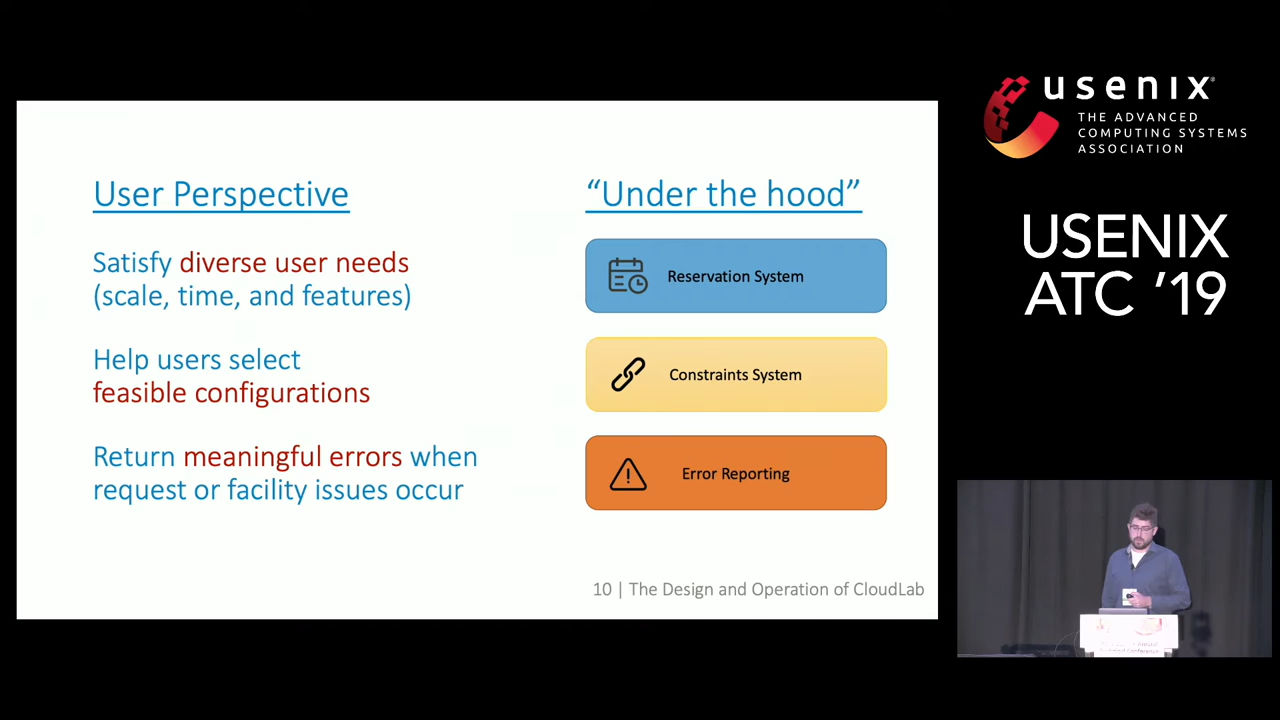 User Perspective
Satisfy diverse user needs
(scale, time, and features)
Help users select
feasible configurations
Return meaningful errors when
request or facility issues occur
“Under the hood”
Reservation System
Constraints System
Error Reporting
10 | The Design and Operation of CloudLab
usenix®
THE ADVANCED
COMPUTING SYSTEMS
ASSOCIATION
USENIX
ATC ’19
Conference